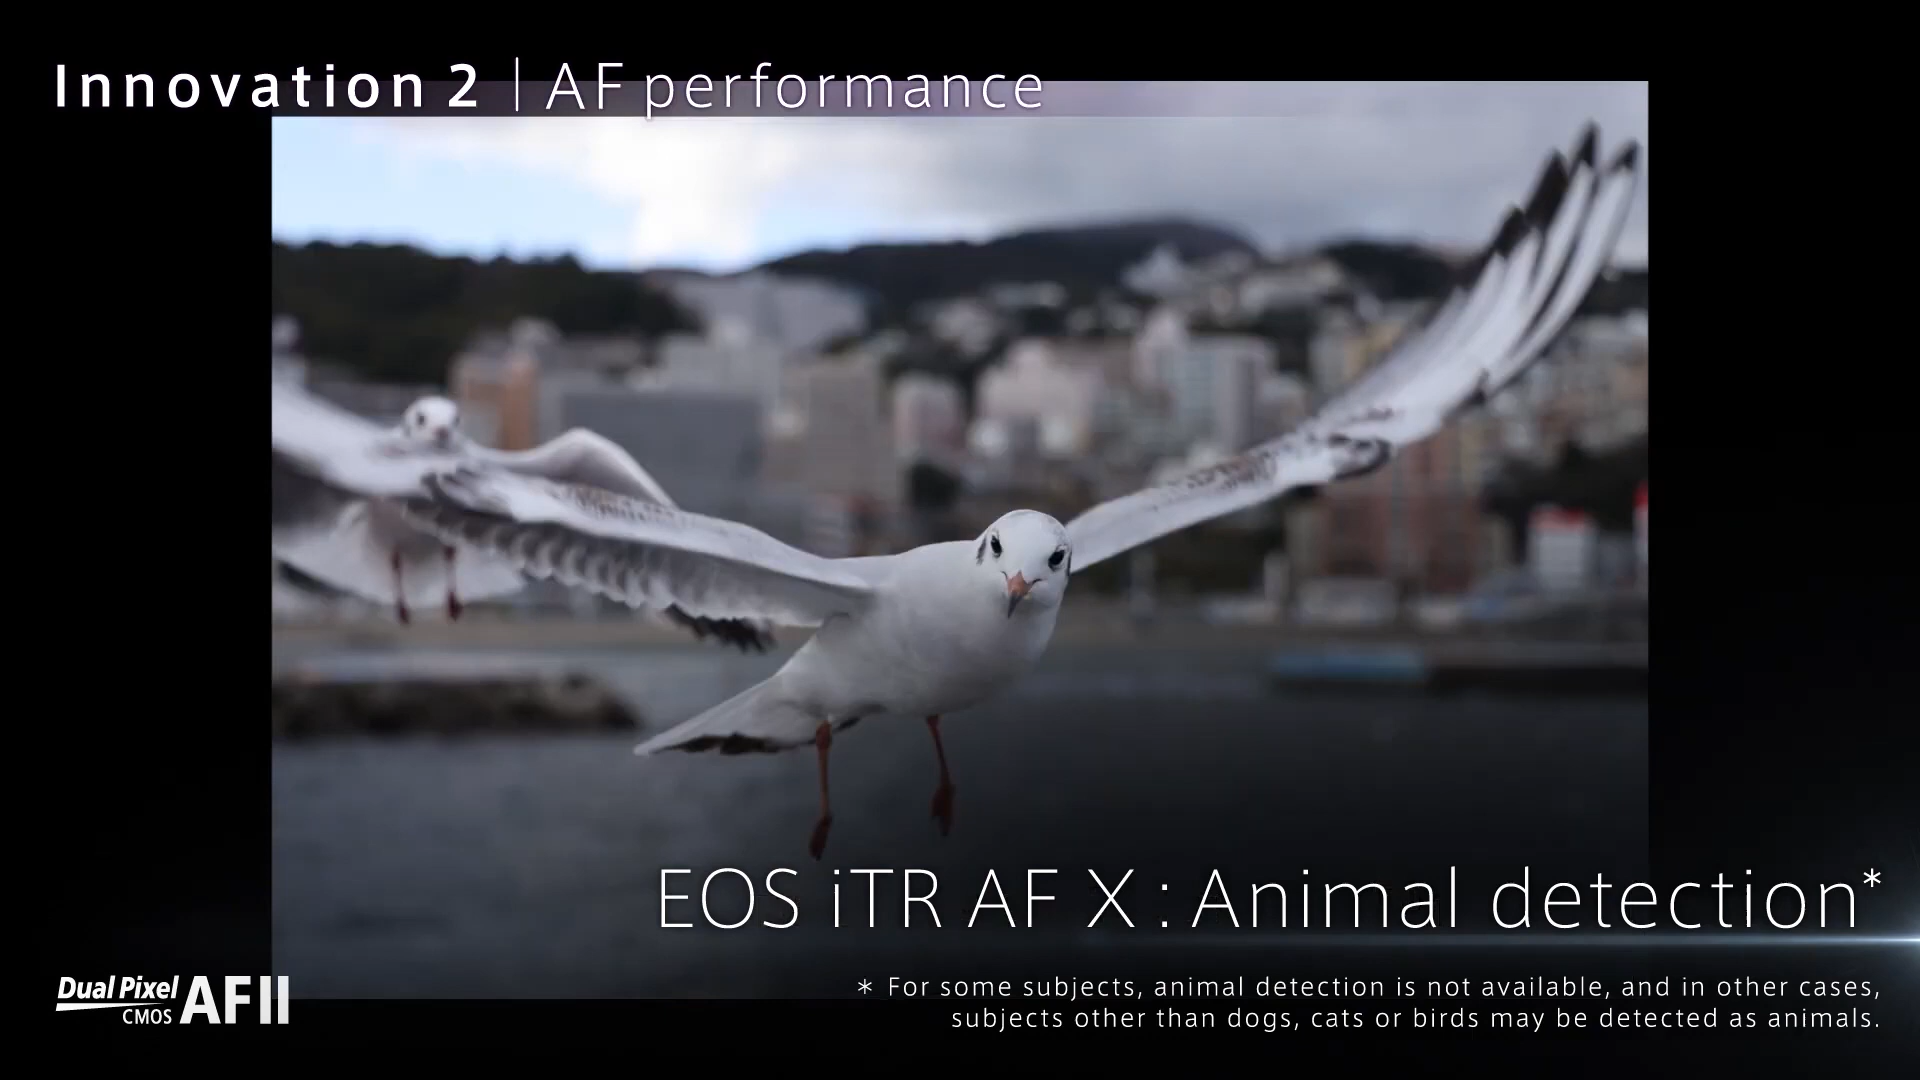 Innovation 2 | AF performance
EOS iTR AF X : Animal detection*
Dual Pixel
CMOS AF II
* For some subjects, animal detection is not available, and in other cases,
subjects other than dogs, cats or birds may be detected as animals.